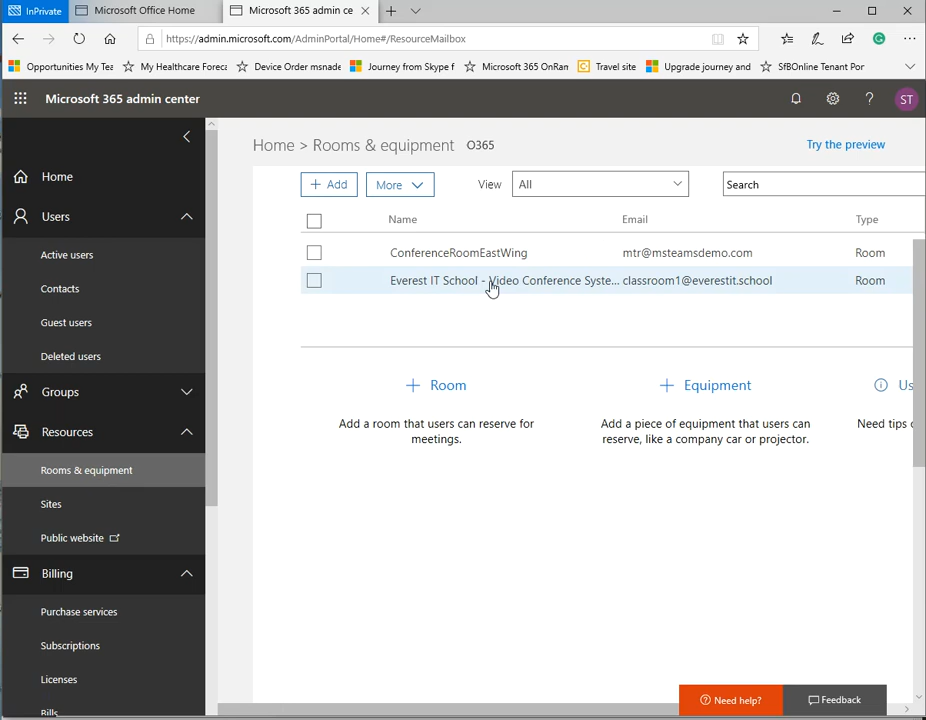 InPrivate
Microsoft Office Home
Microsoft 365 admin ce
https://admin.microsoft.com/AdminPortal/Home#/ResourceMailbox
Opportunities My Tea
My Healthcare Foreca
Device Order msnade
Journey from Skype f
Microsoft 365 OnRan
Travel site
Upgrade journey and
SfBOnline Tenant Por
Microsoft 365 admin center
ST
Home
Users
Active users
Contacts
Guest users
Deleted users
Groups
Resources
Rooms & equipment
Sites
Public website
Billing
Purchase services
Subscriptions
Licenses
Bills
Home > Rooms & equipment O365
Try the preview
+ Add
More
View
All
Search
Name Email Type
ConferenceRoomEastWing mtr@msteamsdemo.com Room
Everest IT School - Video Conference Syste... classroom1@everestit.school Room
+ Room
Add a room that users can reserve for
meetings.
+ Equipment
Add a piece of equipment that users can
reserve, like a company car or projector.
Us
Need tips
Need help?
Feedback